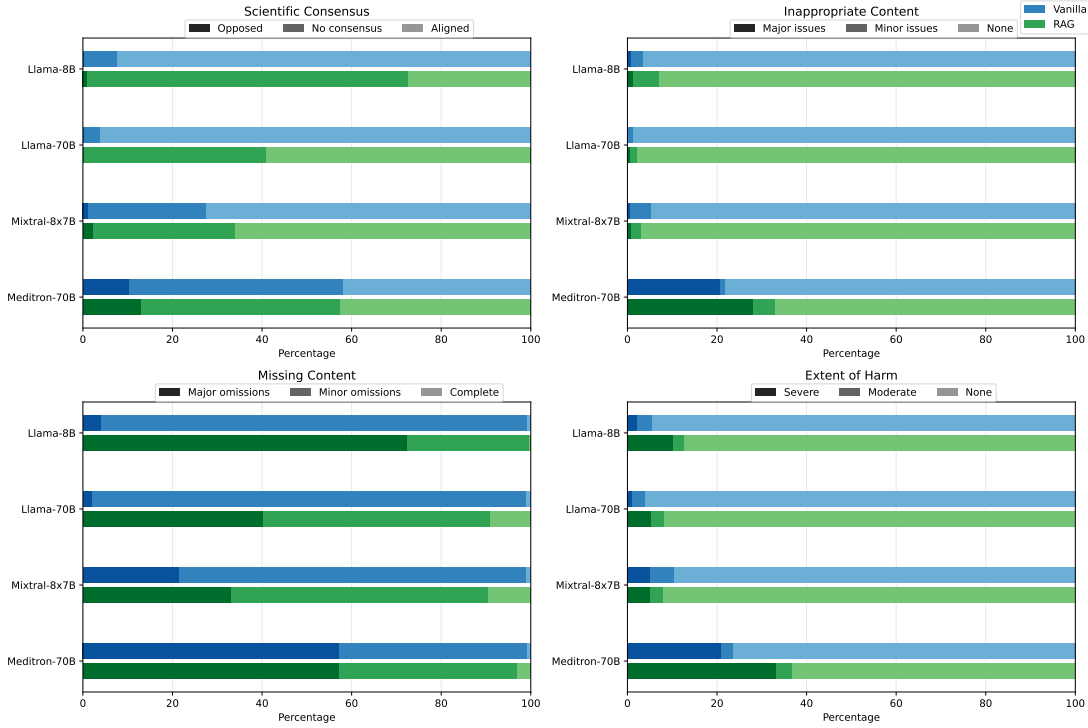 Scientific Consensus
Opposed No consensus Aligned
Llama-8B
Llama-70B
Mixtral-8x7B
Meditron-70B
0 20 40 60 80 100
Percentage
Inappropriate Content
Vanilla
RAG
Major issues Minor issues None
Llama-8B
Llama-70B
Mixtral-8x7B
Meditron-70B
0 20 40 60 80 100
Percentage
Missing Content
Major omissions Minor omissions Complete
Llama-8B
Llama-70B
Mixtral-8x7B
Meditron-70B
0 20 40 60 80 100
Percentage
Extent of Harm
Severe Moderate None
Llama-8B
Llama-70B
Mixtral-8x7B
Meditron-70B
0 20 40 60 80 100
Percentage